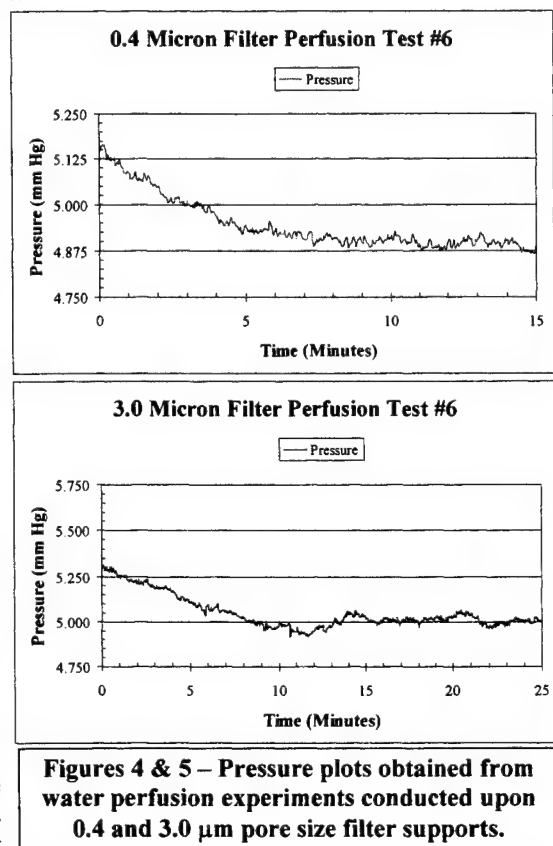 0.4 Micron Filter Perfusion Test #6
Pressure
5.250
5.125
5.000
4.875
4.750
Pressure (mm Hg)
0 5 10 15
Time (Minutes)
3.0 Micron Filter Perfusion Test #6
Pressure
5.750
5.500
5.250
5.000
4.750
Pressure (mm Hg)
0 5 10 15 20 25
Time (Minutes)
Figures 4 & 5 – Pressure plots obtained from
water perfusion experiments conducted upon
0.4 and 3.0 μm pore size filter supports.